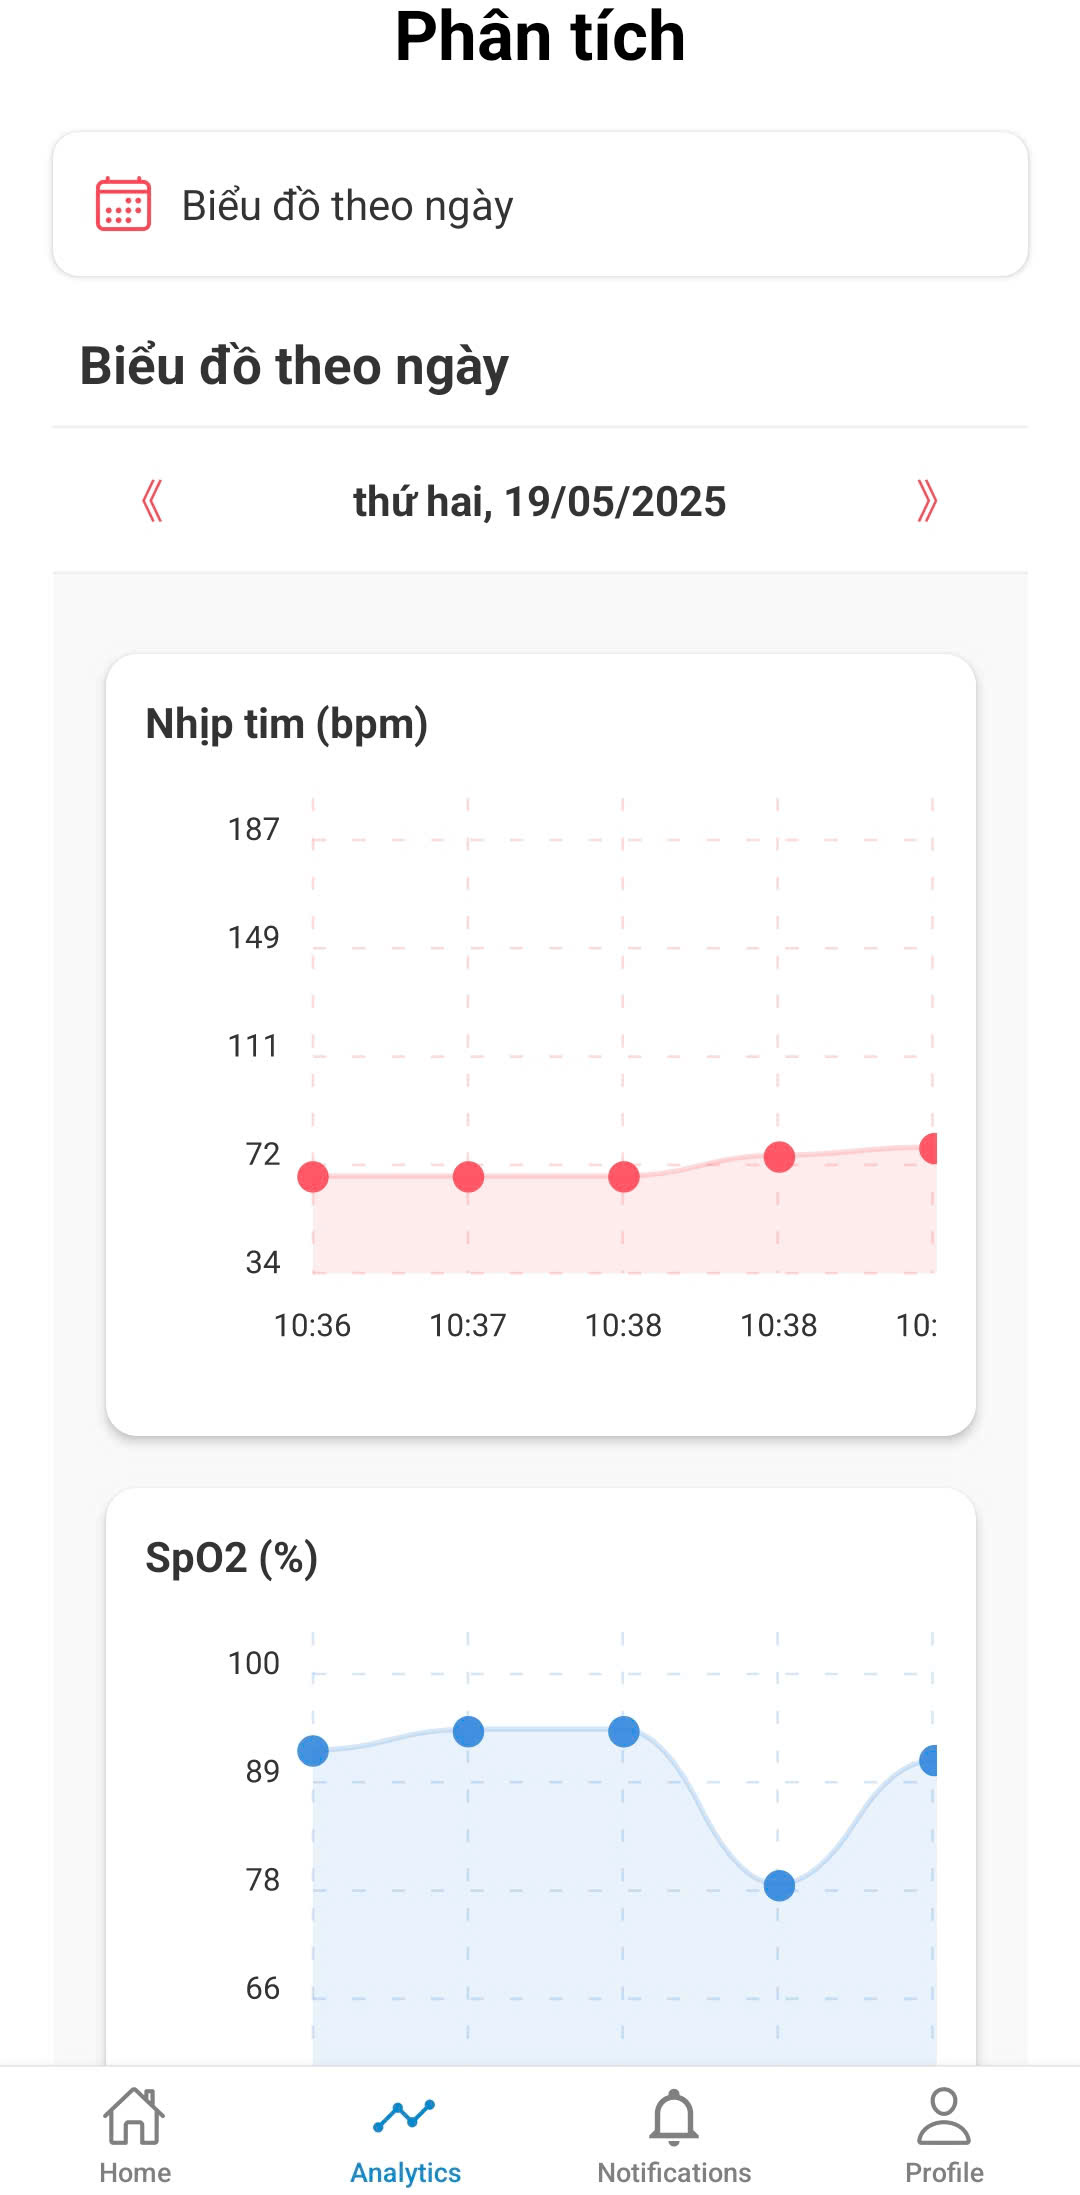 Phân tích
Biểu đồ theo ngày
Biểu đồ theo ngày
thứ hai, 19/05/2025
Nhịp tim (bpm)
187
149
111
72
34
10:36 10:37 10:38 10:38 10:
SpO2 (%)
100
89
78
66
Home Analytics Notifications Profile